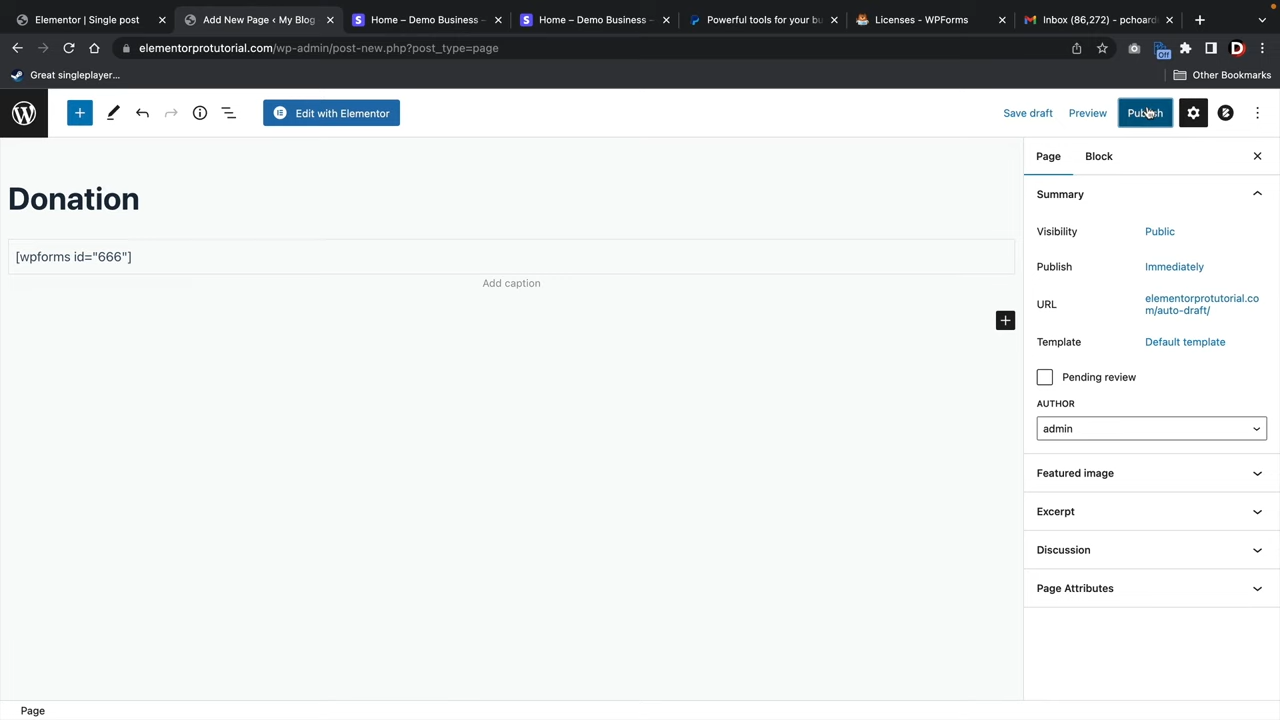 Elementor | Single post
Add New Page ‹ My Blog
Home – Demo Business –
Home – Demo Business –
Powerful tools for your bu
Licenses - WPForms
Inbox (86,272) - pchoard
elementorprotutorial.com/wp-admin/post-new.php?post_type=page
Off
D
Great singleplayer...
Other Bookmarks
Edit with Elementor
Save draft
Preview
Publish
Page
Block
Donation
[wpforms id="666"]
Add caption
Summary
Visibility
Public
Publish
Immediately
URL
elementorprotutorial.co
m/auto-draft/
Template
Default template
Pending review
AUTHOR
admin
Featured image
Excerpt
Discussion
Page Attributes
Page